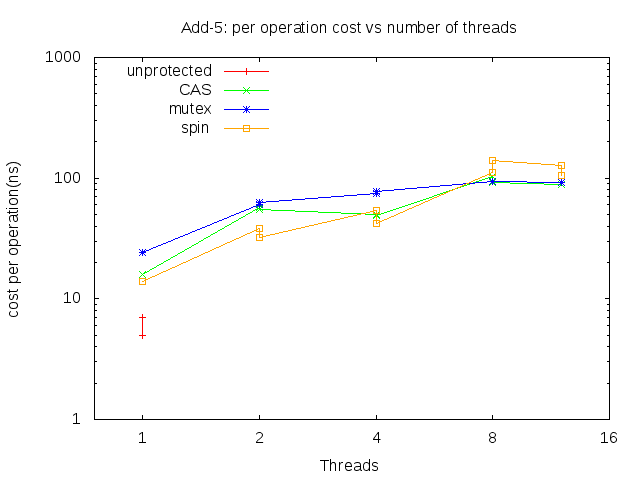 Add-5: per operation cost vs number of threads
1000
unprotected
CAS
mutex
spin
100
cost per operation(ns)
10
1
1 2 4 8 16
Threads